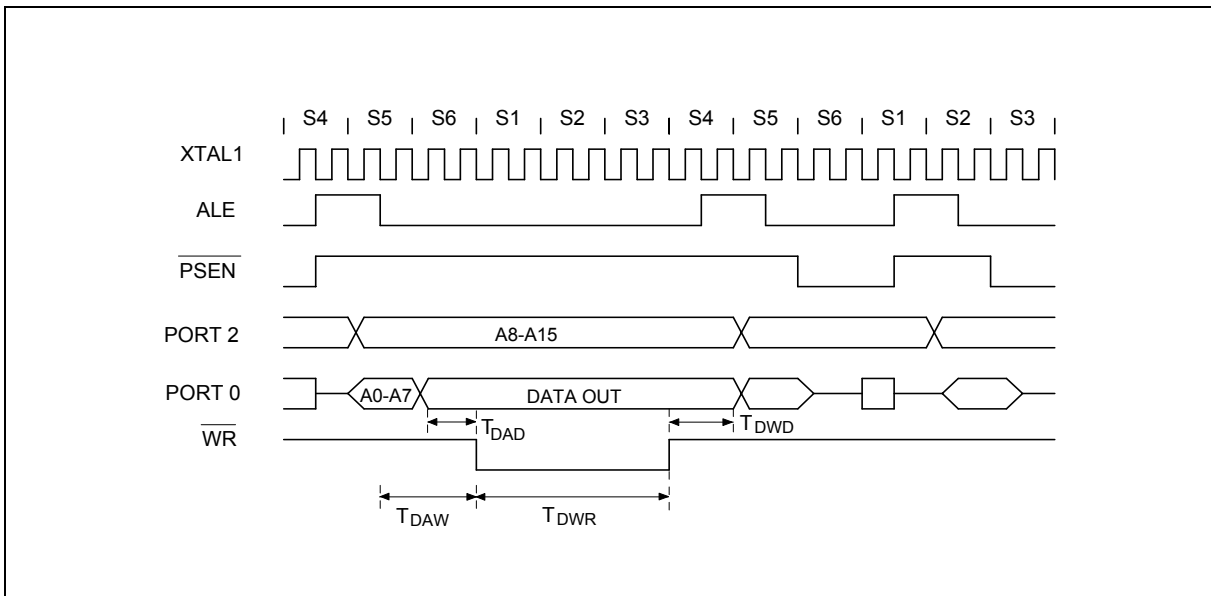 S4 S5 S6 S1 S2 S3 S4 S5 S6 S1 S2 S3
XTAL1
ALE
PSEN
PORT 2 A8-A15
PORT 0 A0-A7 DATA OUT
TDAD TDWD
WR
TDAW TDWR